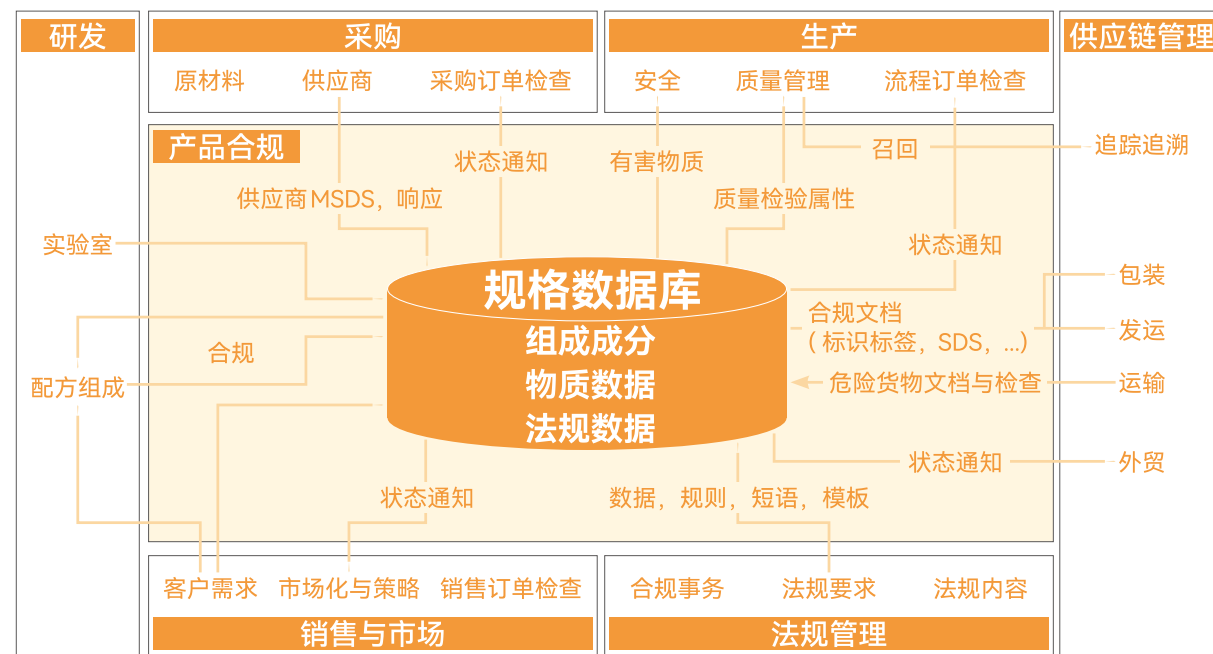 研发
采购
生产
供应链管理
原材料
供应商
采购订单检查
安全
质量管理
流程订单检查
产品合规
状态通知
有害物质
召回
追踪追溯
供应商MSDS，响应
质量检验属性
实验室
状态通知
包装
规格数据库
组成成分
物质数据
法规数据
合规文档
（标识标签，SDS，...）
发运
合规
配方组成
危险货物文档与检查
运输
状态通知
外贸
状态通知
数据，规则，短语，模板
客户需求
市场化与策略
销售订单检查
合规事务
法规要求
法规内容
销售与市场
法规管理